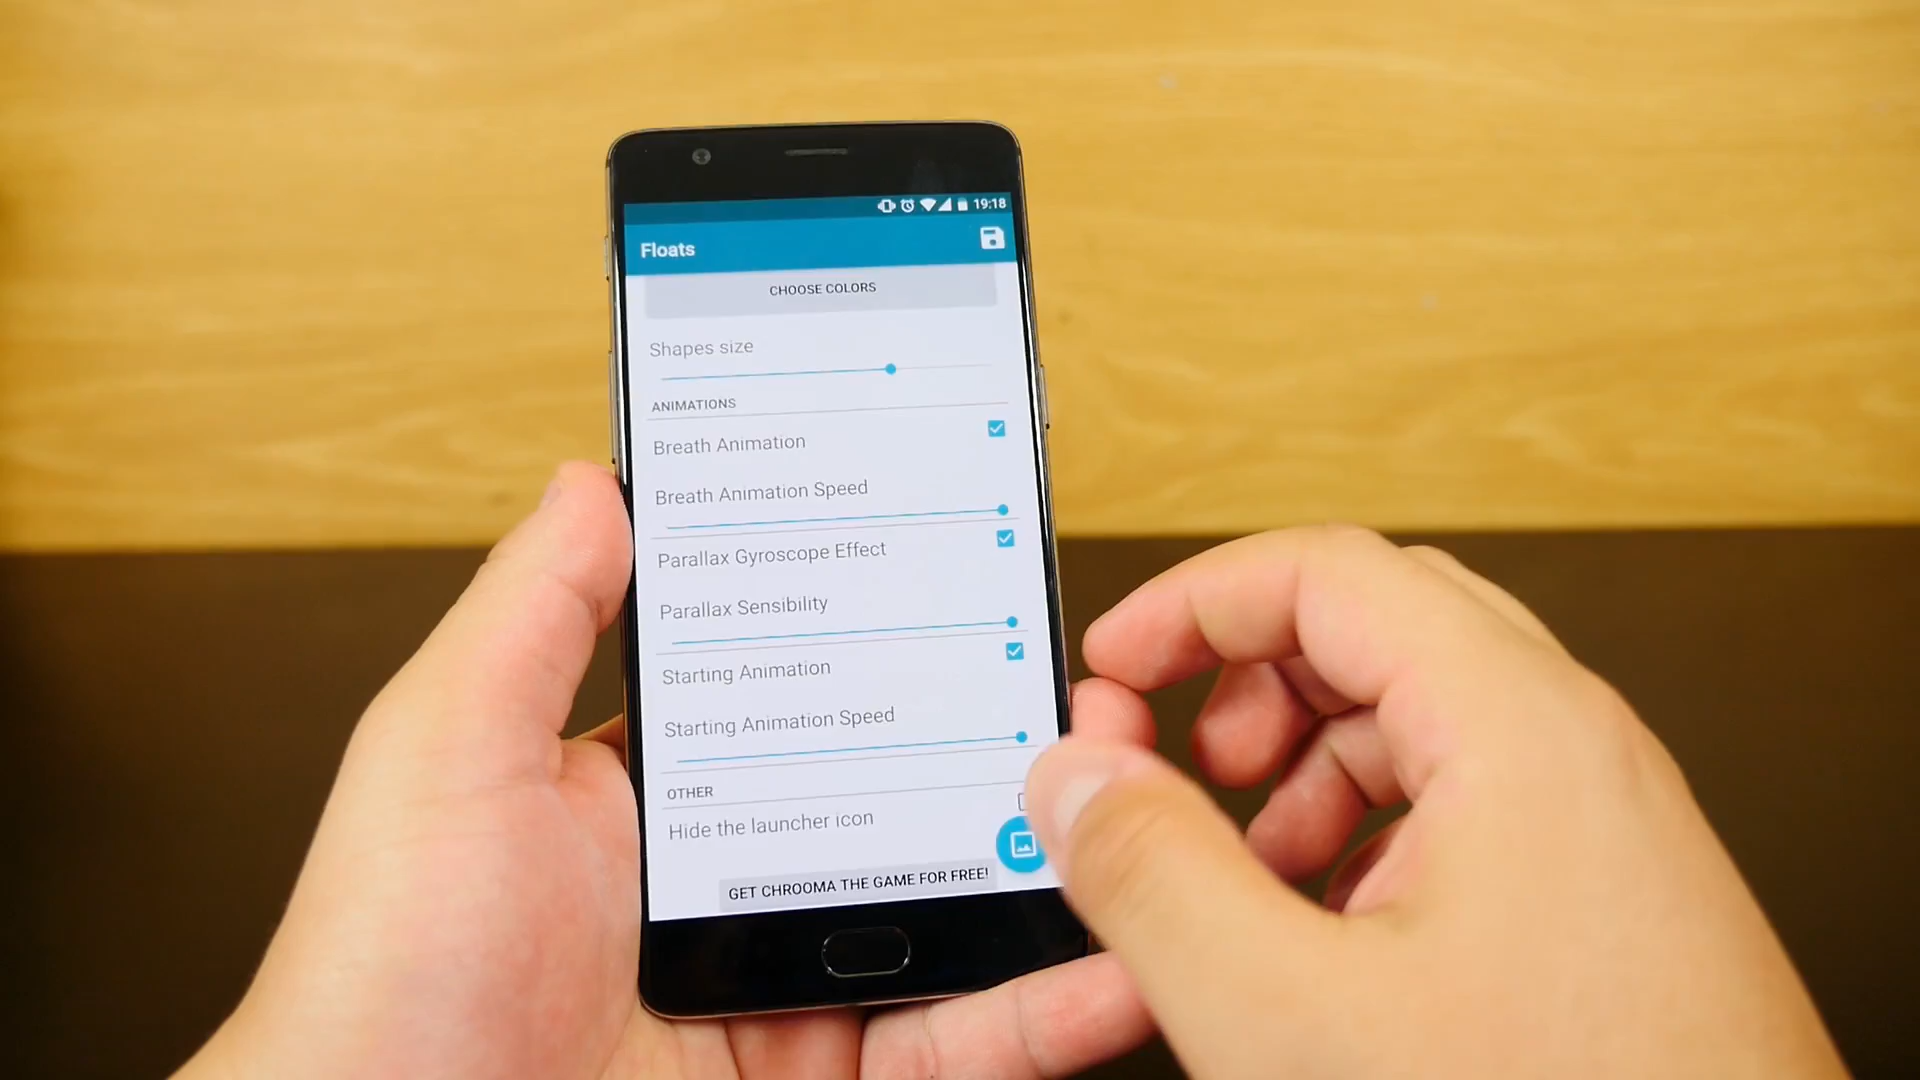 19:18
Floats
CHOOSE COLORS
Shapes size
ANIMATIONS
Breath Animation
Breath Animation Speed
Parallax Gyroscope Effect
Parallax Sensibility
Starting Animation
Starting Animation Speed
OTHER
Hide the launcher icon
GET CHROOMA THE GAME FOR FREE!